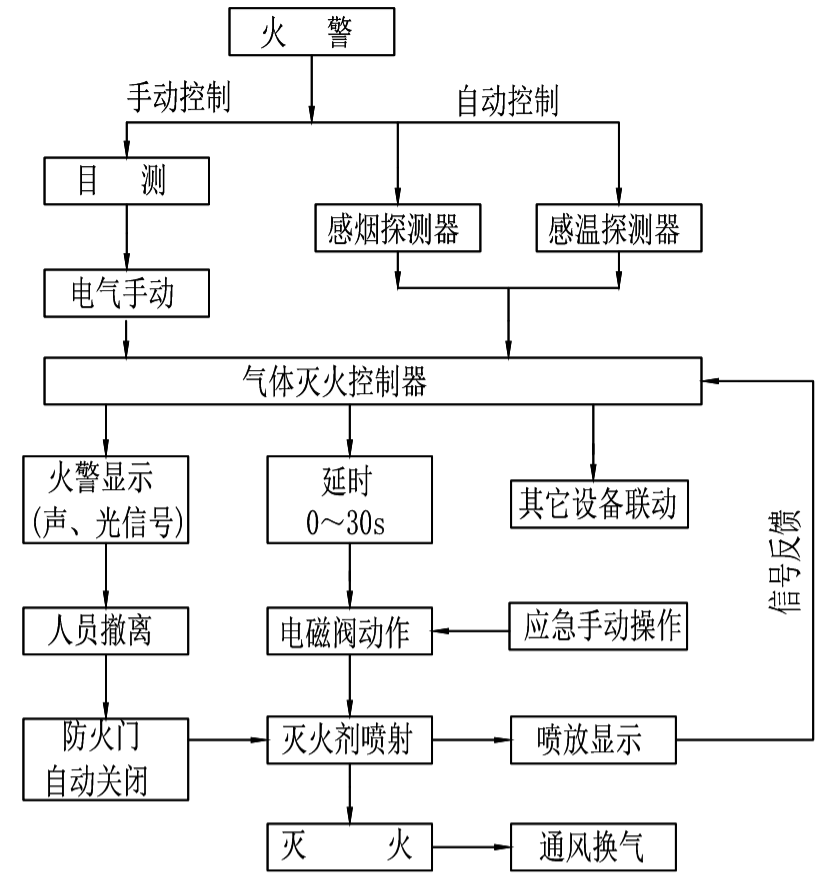 火 警
手动控制
自动控制
目 测
感烟探测器
感温探测器
电气手动
气体灭火控制器
火警显示
(声、光信号)
延时
0～30s
其它设备联动
信号反馈
人员撤离
电磁阀动作
应急手动操作
防火门
自动关闭
灭火剂喷射
喷放显示
灭 火
通风换气